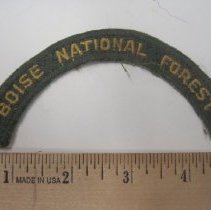 BOISE NATIONAL FOREST
1 MADE IN USA 2 3 4